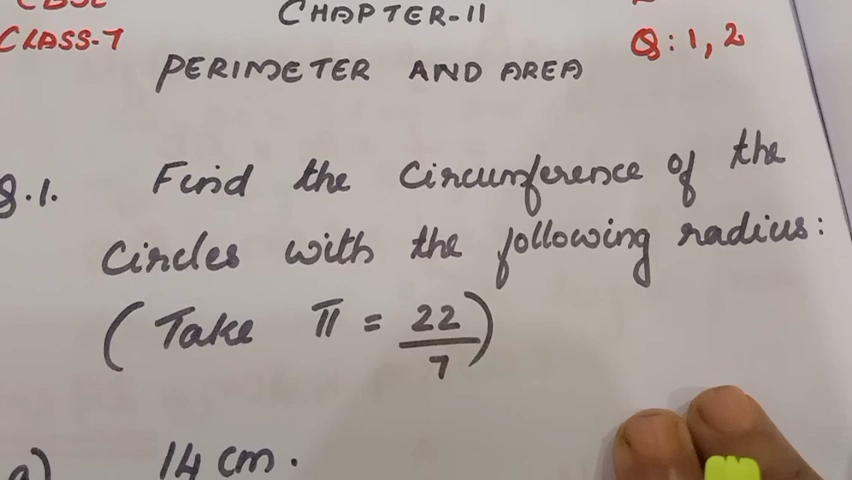 CBSE
CHAPTER-11
CLASS-7
Q: 1, 2
PERIMETER AND AREA
Q.1. Find the circumference of the
circles with the following radius:
(Take π = 22/7)
a) 14 cm.